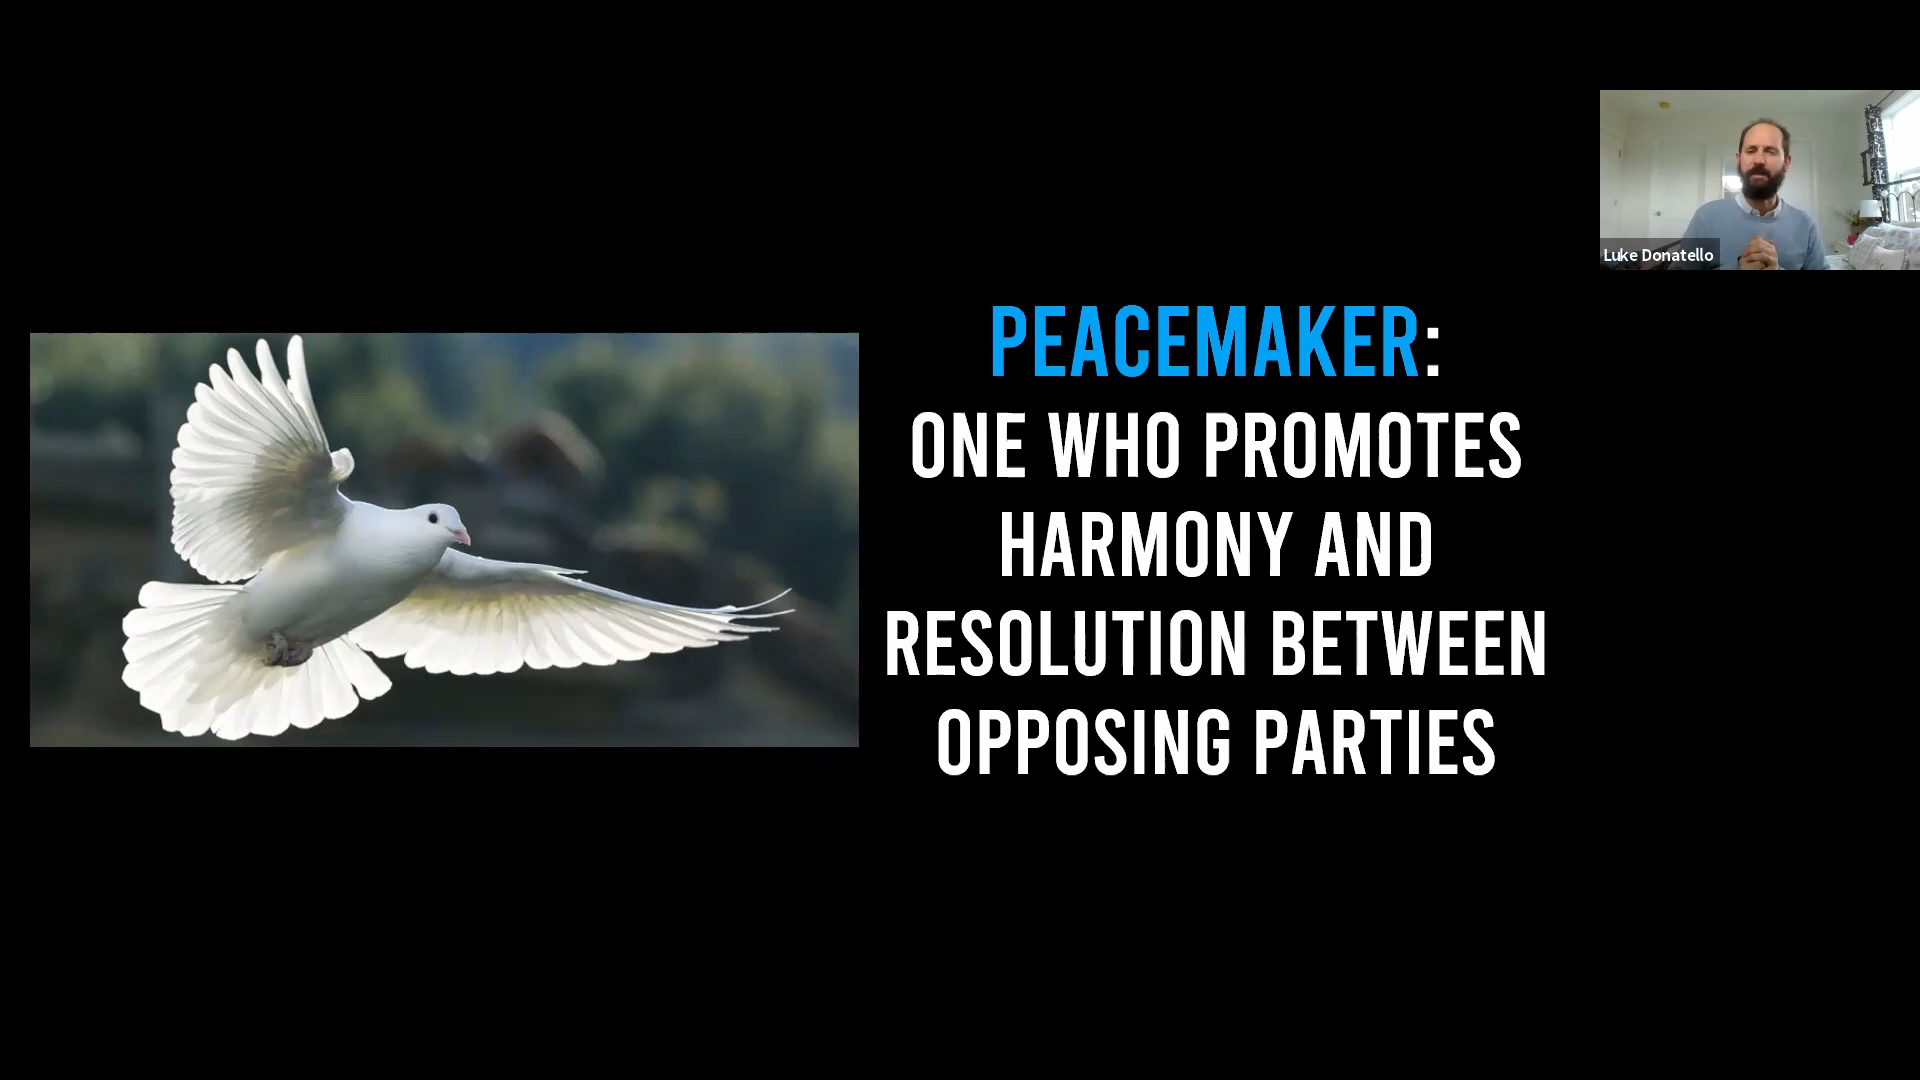 Luke Donatello
PEACEMAKER:
ONE WHO PROMOTES
HARMONY AND
RESOLUTION BETWEEN
OPPOSING PARTIES